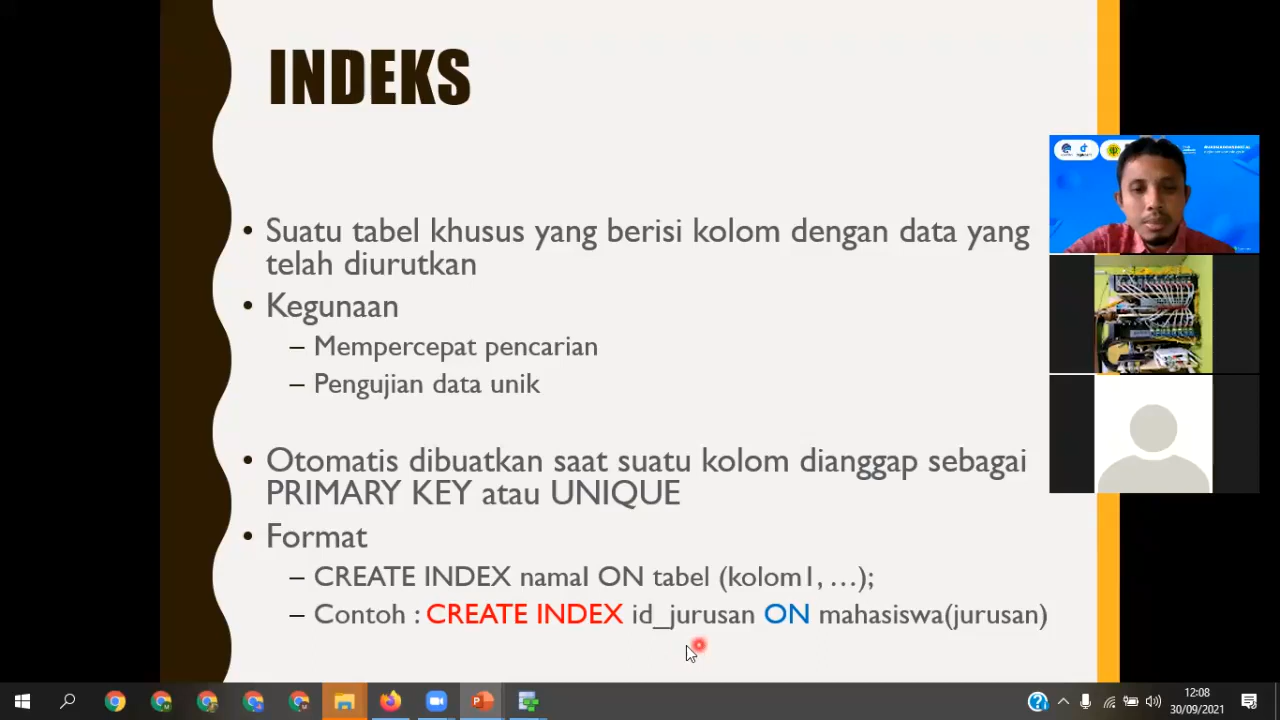 INDEKS
• Suatu tabel khusus yang berisi kolom dengan data yang
telah diurutkan
• Kegunaan
– Mempercepat pencarian
– Pengujian data unik
• Otomatis dibuatkan saat suatu kolom dianggap sebagai
PRIMARY KEY atau UNIQUE
• Format
– CREATE INDEX namaI ON tabel (kolom1, …);
– Contoh : CREATE INDEX id_jurusan ON mahasiswa(jurusan)
12:08
30/09/2021